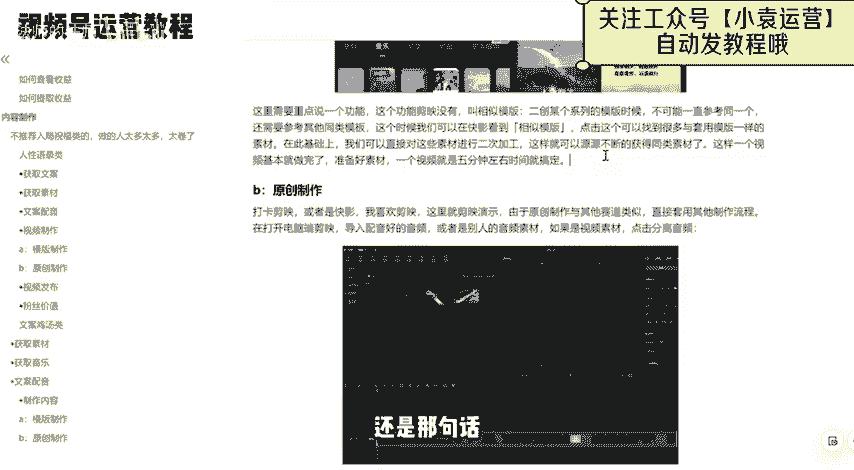 视频号运营教程
关注工众号【小袁运营】
自动发教程哦
如何查看收益
如何提取收益
内容制作
不推荐入局祝福类的，做的人太多太多，太卷了
人性语录类
•获取文案
•获取素材
•文案配音
•视频制作
a：模版制作
b：原创制作
•视频发布
•粉丝价值
文案鸡汤类
•获取素材
•获取音乐
•文案配音
•制作内容
a：模版制作
b：原创制作
音乐
这里需要重点说一个功能，这个功能剪映没有，叫相似模版：二创某个系列的模版时候，不可能一直参考同一个，
还需要参考其他同类模板，这个时候我们可以在快影看到「相似模版」，点击这个可以找到很多与套用模版一样的
素材。在此基础上，我们可以直接对这些素材进行二次加工，这样就可以源源不断的获得同类素材了。这样一个视
频基本就做完了，准备好素材，一个视频就是五分钟左右时间就搞定。
b：原创制作
打卡剪映，或者是快影，我喜欢剪映，这里就剪映演示，由于原创制作与其他赛道类似，直接套用其他制作流程。
在打开电脑端剪映，导入配音好的音频，或者是别人的音频素材，如果是视频素材，点击分离音频：
还是那句话